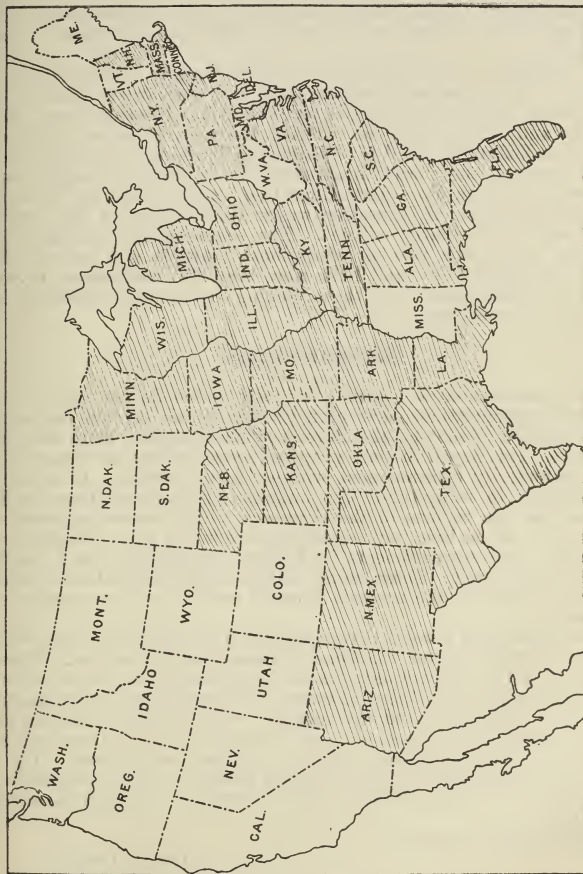 WASH.
OREG.
CAL.
NEV.
IDAHO
MONT.
WYO.
UTAH
COLO.
ARIZ
N.MEX.
N.DAK.
S.DAK.
NEB.
KANS.
OKLA.
TEX.
MINN.
IOWA
MO.
ARK.
LA.
WIS.
ILL.
MICH.
IND.
OHIO
KY
TENN.
MISS.
ALA.
GA.
FLA.
S.C.
N.C.
VA.
W.VA.
MD.
DEL.
PA.
N.J.
N.Y.
CONN.
MASS.
VT.
N.H.
ME.